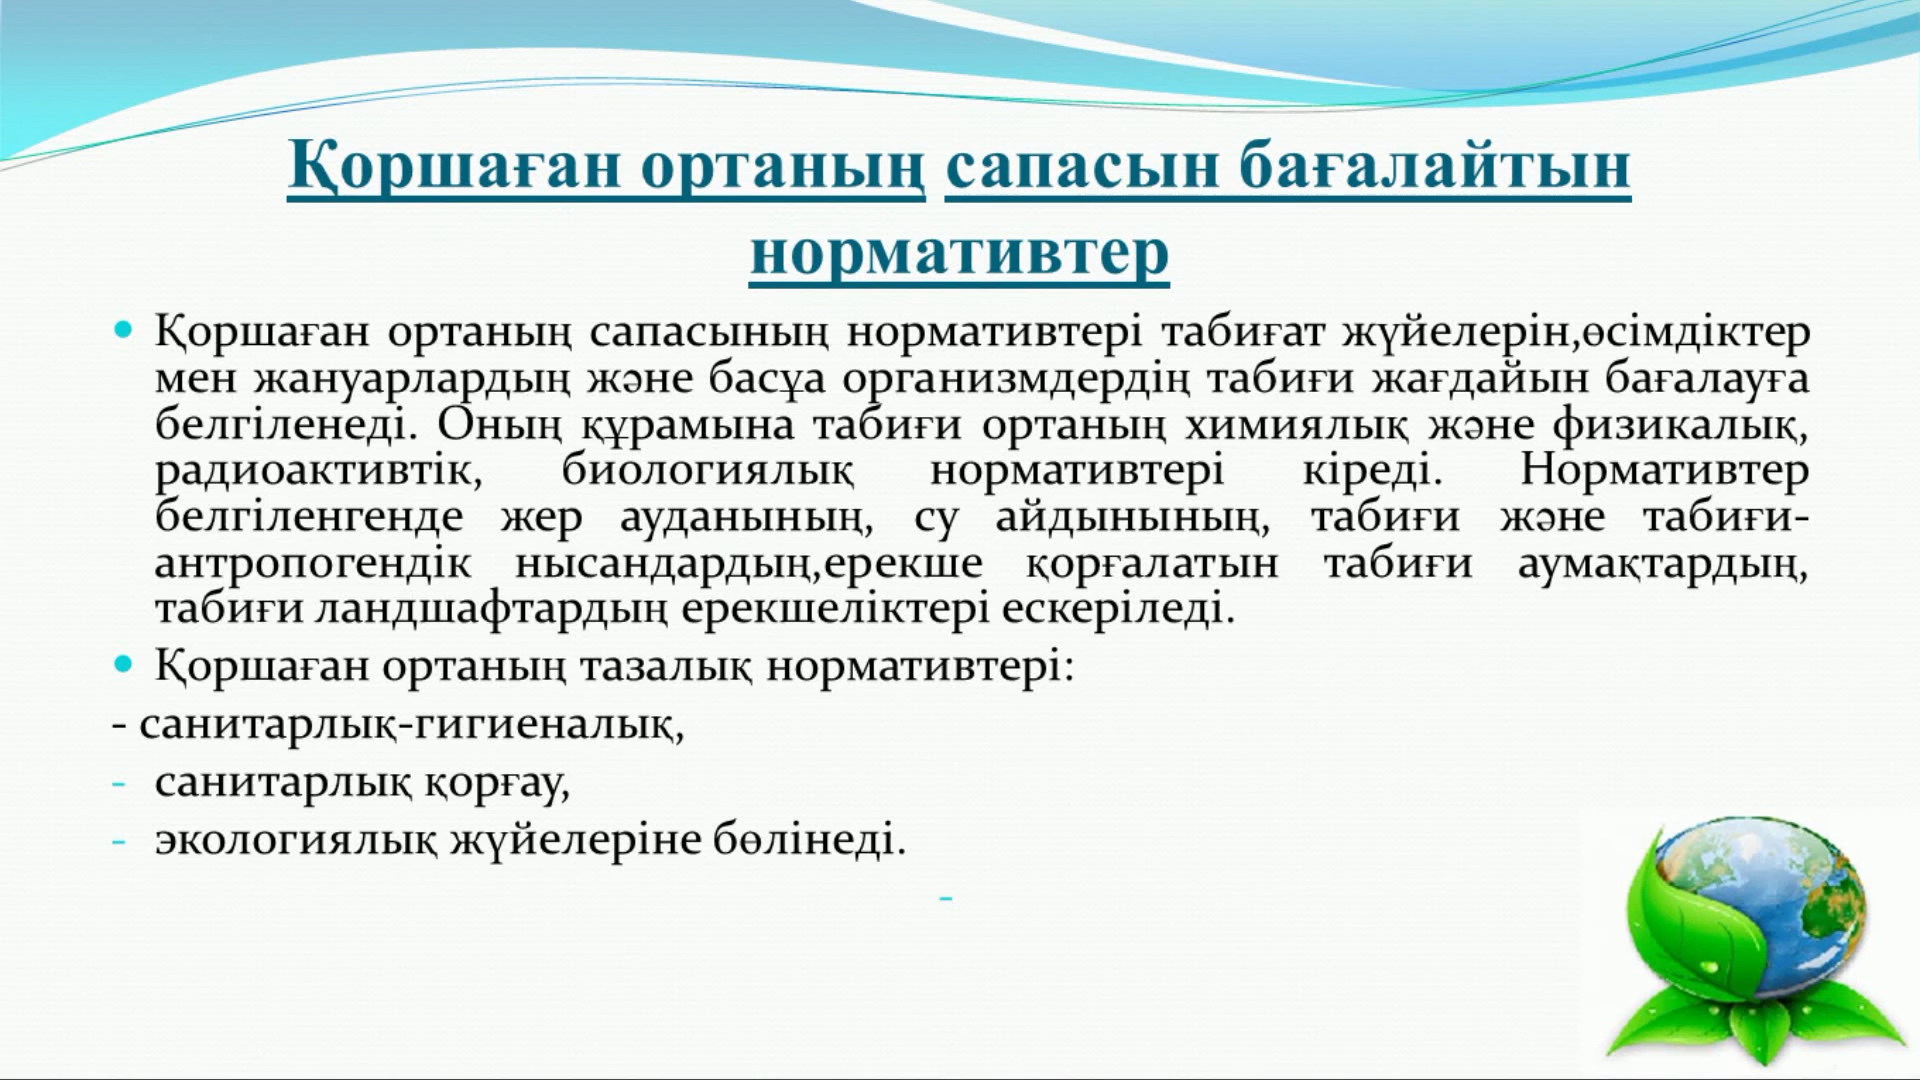 Қоршаған ортаның сапасын бағалайтын
нормативтер
• Қоршаған ортаның сапасының нормативтері табиғат жүйелерін,өсімдіктер
мен жануарлардың және басұа организмдердің табиғи жағдайын бағалауға
белгіленеді. Оның құрамына табиғи ортаның химиялық және физикалық,
радиоактивтік, биологиялық нормативтері кіреді. Нормативтер
белгіленгенде жер ауданының, су айдынының, табиғи және табиғи-
антропогендік нысандардың,ерекше қорғалатын табиғи аумақтардың,
табиғи ландшафтардың ерекшеліктері ескеріледі.
• Қоршаған ортаның тазалық нормативтері:
- санитарлық-гигиеналық,
- санитарлық қорғау,
- экологиялық жүйелеріне бөлінеді.
-